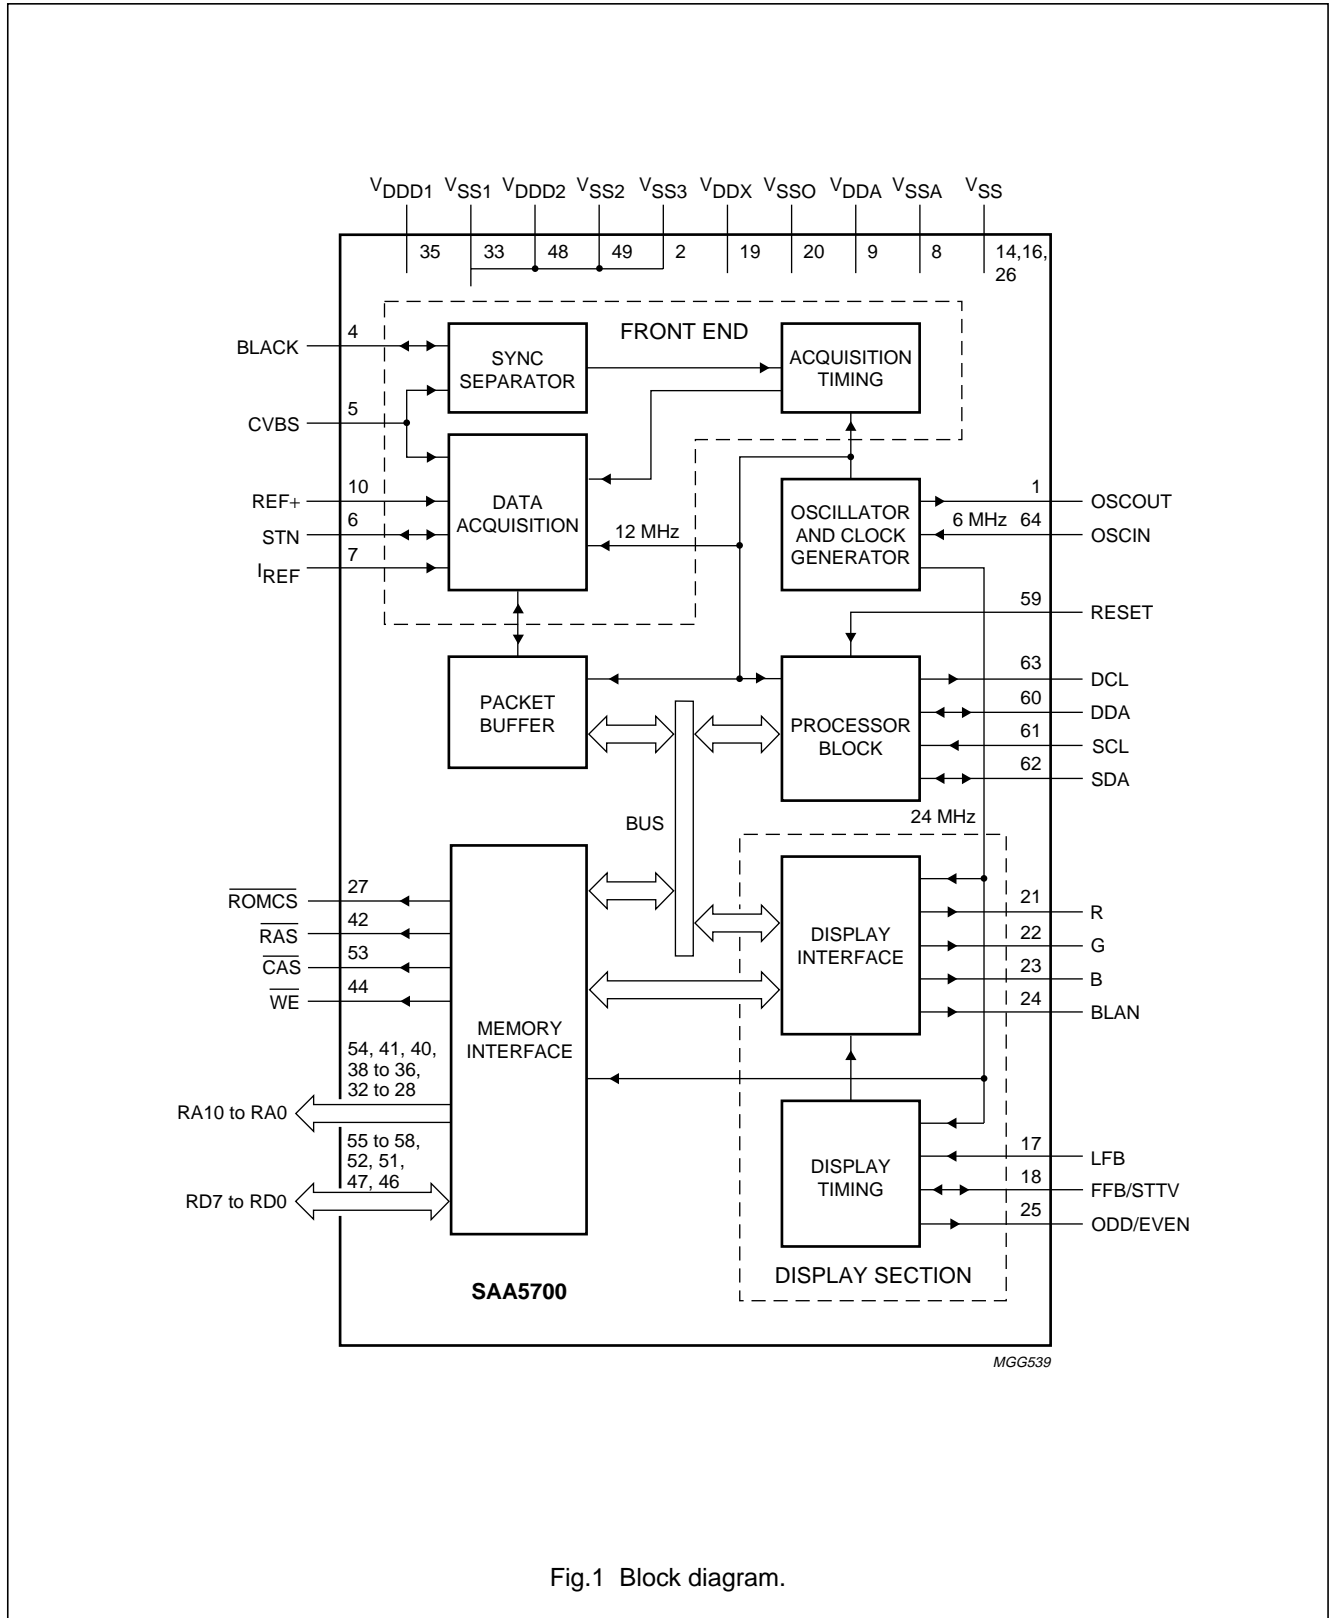 VDDD1 VSS1 VDDD2 VSS2 VSS3 VDDX VSSO VDDA VSSA VSS
35 33 48 49 2 19 20 9 8 14,16,
26
FRONT END
BLACK
4
SYNC
SEPARATOR
ACQUISITION
TIMING
CVBS
5
REF+
10
STN
6
IREF
7
DATA
ACQUISITION
12 MHz
OSCILLATOR
AND CLOCK
GENERATOR
1
OSCOUT
6 MHz
64
OSCIN
59
RESET
PACKET
BUFFER
PROCESSOR
BLOCK
63
DCL
60
DDA
61
SCL
62
SDA
BUS
24 MHz
ROMCS
27
RAS
42
CAS
53
WE
44
MEMORY
INTERFACE
54, 41, 40,
38 to 36,
32 to 28
RA10 to RA0
55 to 58,
52, 51,
47, 46
RD7 to RD0
DISPLAY
INTERFACE
21
R
22
G
23
B
24
BLAN
DISPLAY
TIMING
17
LFB
18
FFB/STTV
25
ODD/EVEN
DISPLAY SECTION
SAA5700
MGG539
Fig.1 Block diagram.